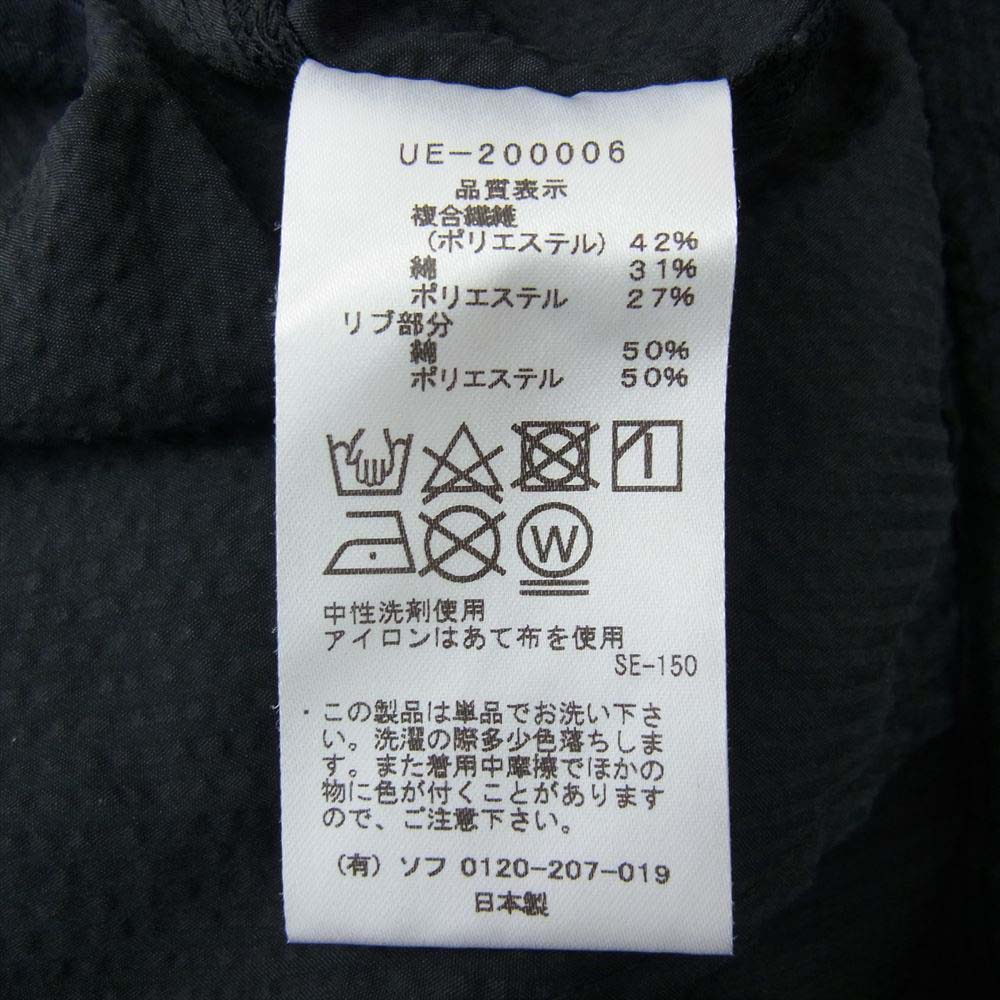 UE-200006
品質表示
複合繊維
(ポリエステル) 42%
綿 31%
ポリエステル 27%
リブ部分
綿 50%
ポリエステル 50%
W
中性洗剤使用
アイロンはあて布を使用
SE-150
・この製品は単品でお洗い下さ
い。洗濯の際多少色落ちしま
す。また着用中摩擦でほかの
物に色が付くことがあります
ので、ご注意下さい。
(有) ソフ 0120-207-019
日本製